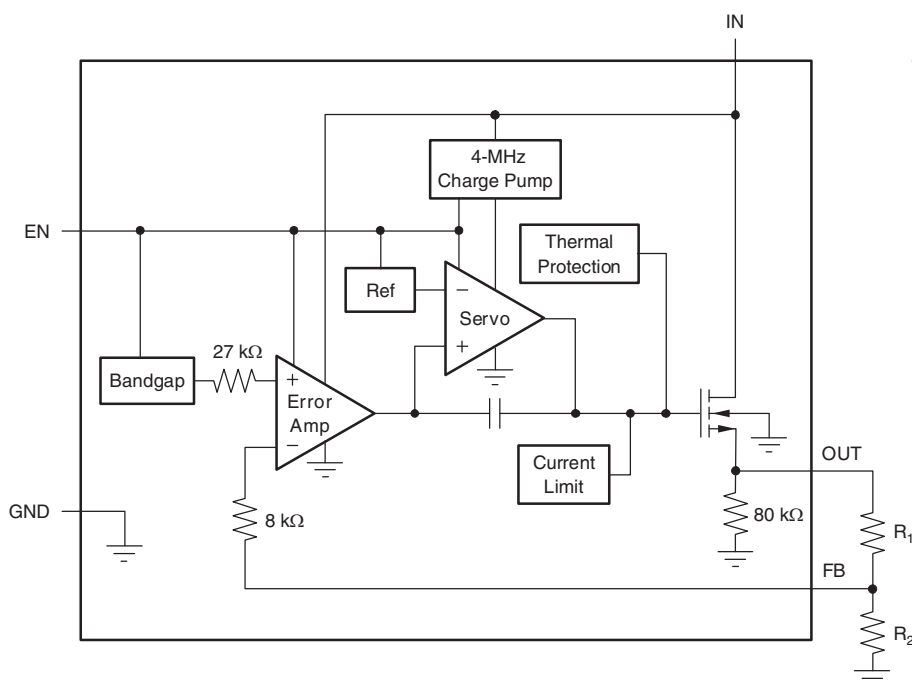 IN
4-MHz
Charge Pump
EN
Thermal
Protection
Ref
−
Servo
+
27 kΩ
Bandgap
+
Error
Amp
−
Current
Limit
OUT
GND
8 kΩ
80 kΩ
R1
FB
R2